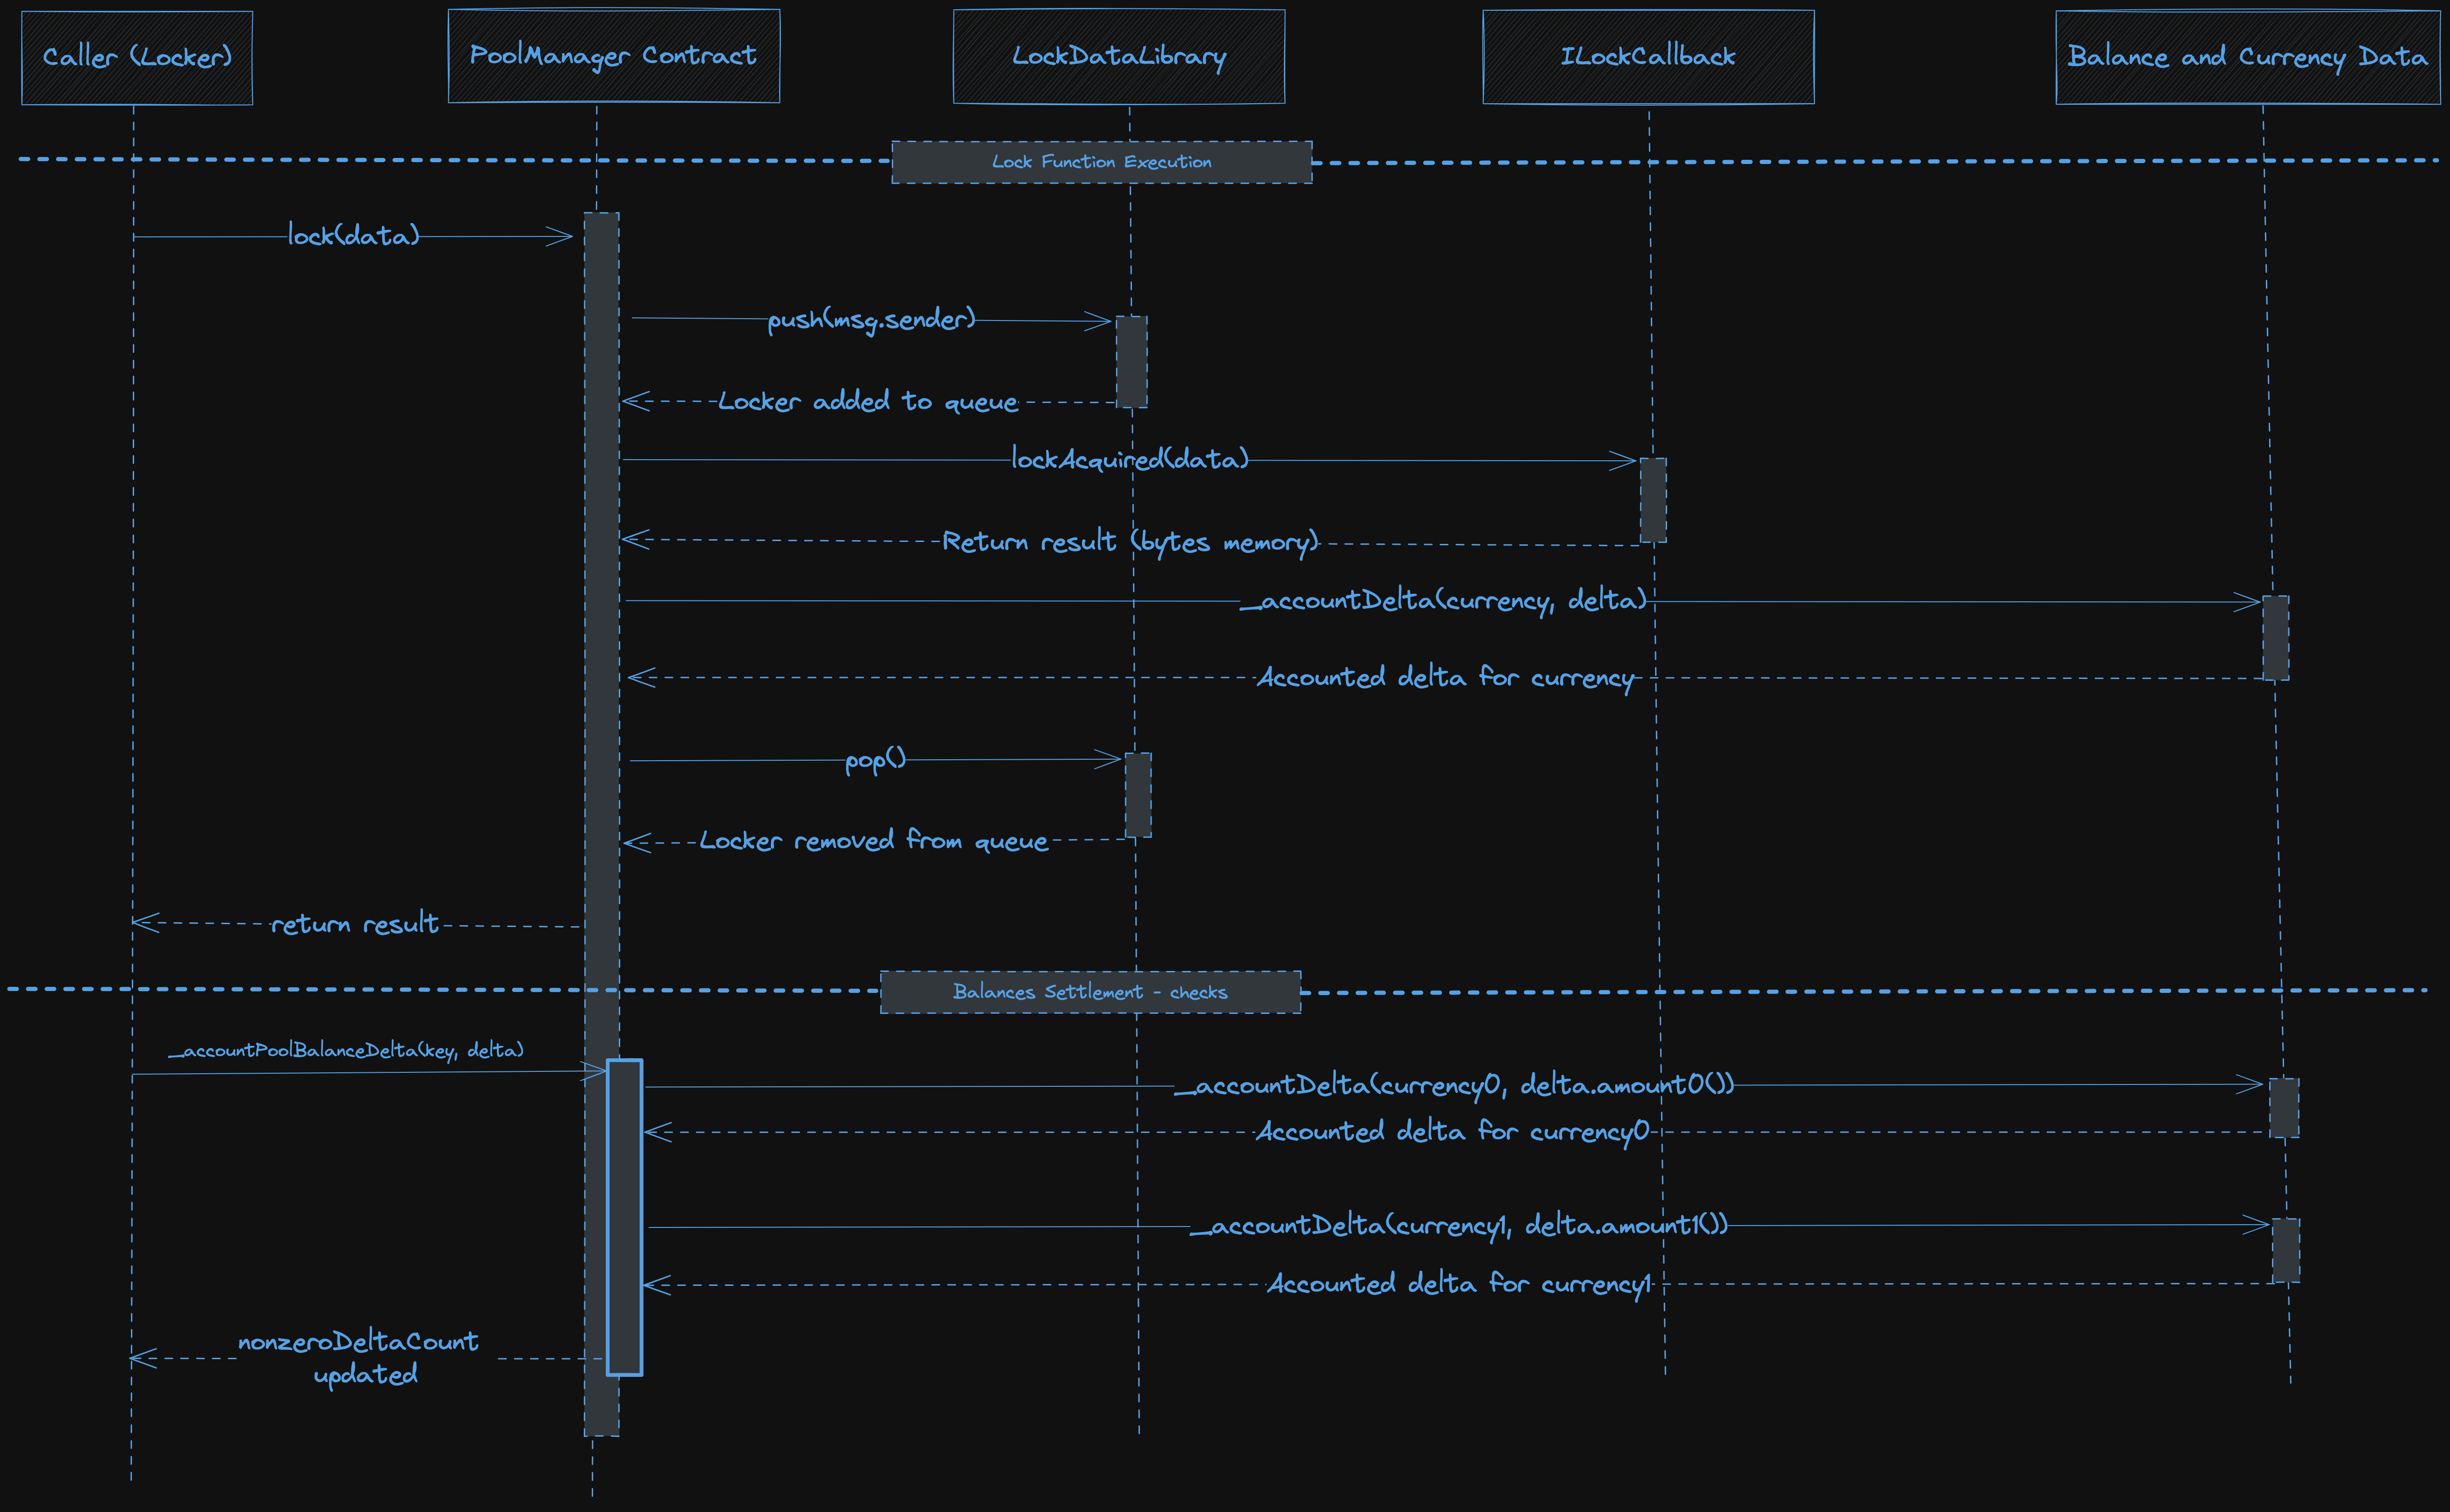 Caller (Locker)
PoolManager Contract
LockDataLibrary
ILockCallback
Balance and Currency Data
Lock Function Execution
lock(data)
push(msg.sender)
Locker added to queue
lockAcquired(data)
Return result (bytes memory)
_accountDelta(currency, delta)
Accounted delta for currency
pop()
Locker removed from queue
return result
Balances Settlement - checks
_accountPoolBalanceDelta(key, delta)
_accountDelta(currency0, delta.amount0())
Accounted delta for currency0
_accountDelta(currency1, delta.amount1())
Accounted delta for currency1
nonzeroDeltaCount
updated